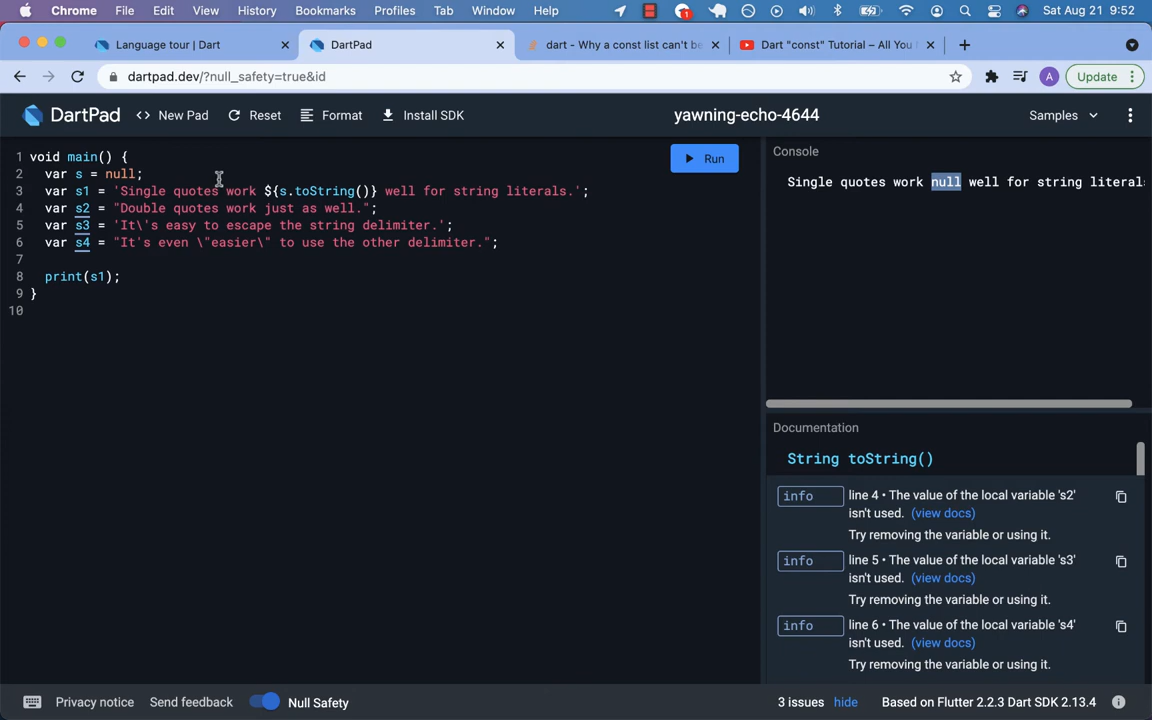 Chrome File Edit View History Bookmarks Profiles Tab Window Help Sat Aug 21 9:52
Language tour | Dart DartPad dart - Why a const list can't be Dart "const" Tutorial – All You
dartpad.dev/?null_safety=true&id A Update
DartPad <> New Pad Reset Format Install SDK yawning-echo-4644 Samples
1 void main() {
2 var s = null;
3 var s1 = 'Single quotes work ${s.toString()} well for string literals.';
4 var s2 = "Double quotes work just as well.";
5 var s3 = 'It\'s easy to escape the string delimiter.';
6 var s4 = "It's even \"easier\" to use the other delimiter.";
7
8 print(s1);
9 }
10
Run
Console
Single quotes work null well for string literal
Documentation
String toString()
info line 4 • The value of the local variable 's2'
isn't used. (view docs)
Try removing the variable or using it.
info line 5 • The value of the local variable 's3'
isn't used. (view docs)
Try removing the variable or using it.
info line 6 • The value of the local variable 's4'
isn't used. (view docs)
Try removing the variable or using it.
Privacy notice Send feedback Null Safety 3 issues hide Based on Flutter 2.2.3 Dart SDK 2.13.4